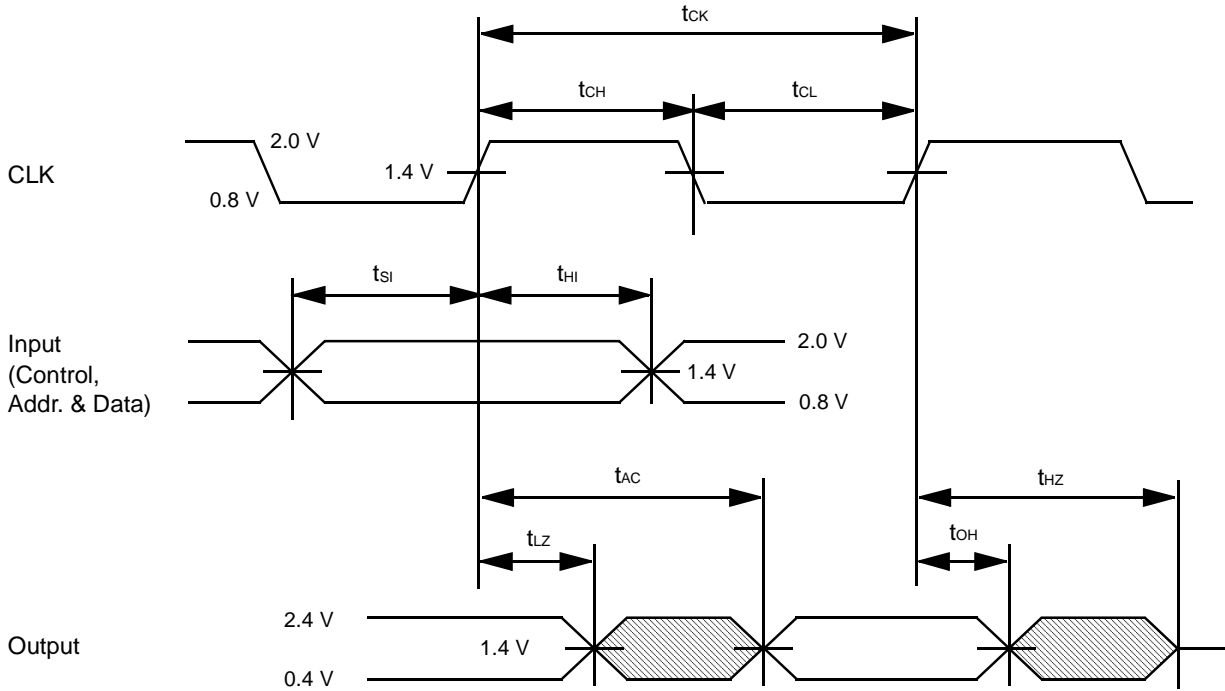 tCK
tCH
tCL
2.0 V
CLK
1.4 V
0.8 V
tSI
tHI
Input
(Control,
Addr. & Data)
2.0 V
1.4 V
0.8 V
tAC
tHZ
tLZ
tOH
2.4 V
Output
1.4 V
0.4 V